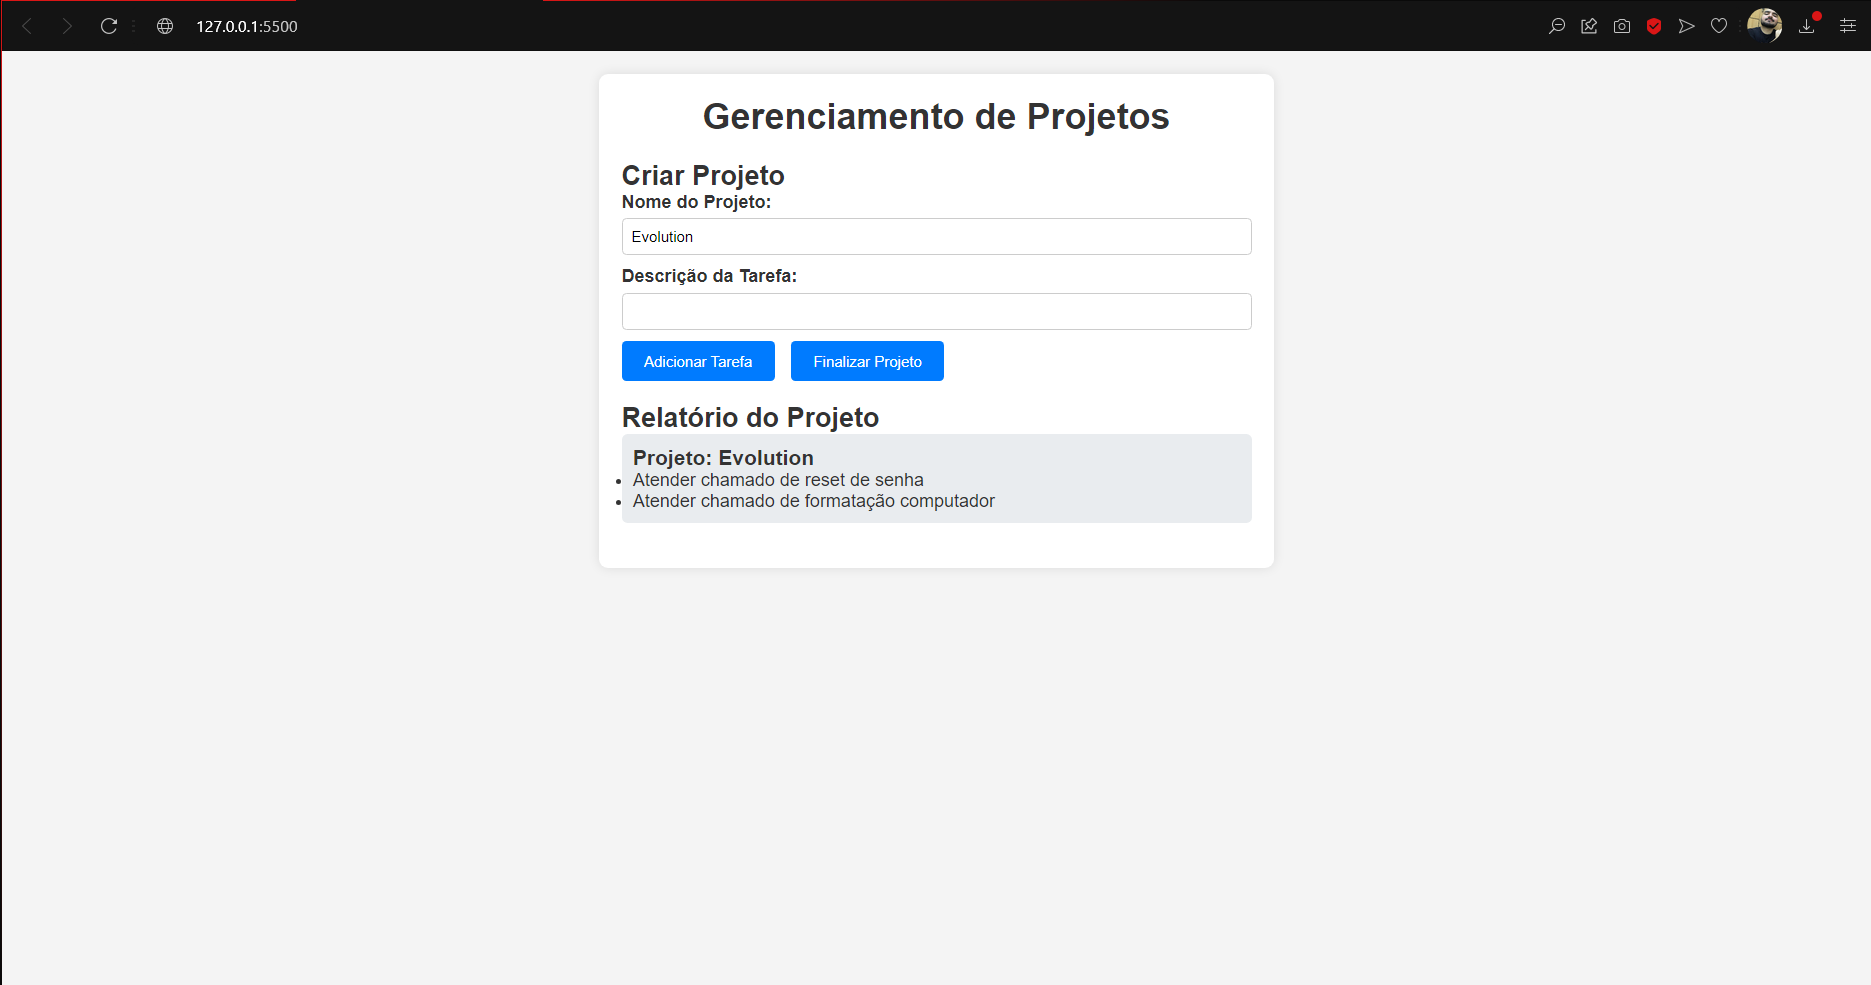 127.0.0.1:5500
Gerenciamento de Projetos
Criar Projeto
Nome do Projeto:
Evolution
Descrição da Tarefa:
Adicionar Tarefa
Finalizar Projeto
Relatório do Projeto
Projeto: Evolution
Atender chamado de reset de senha
Atender chamado de formatação computador